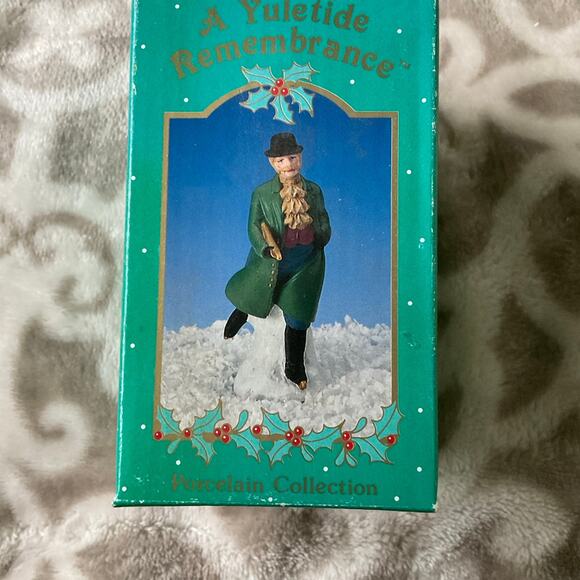 A Yuletide
Remembrance™
Porcelain Collection